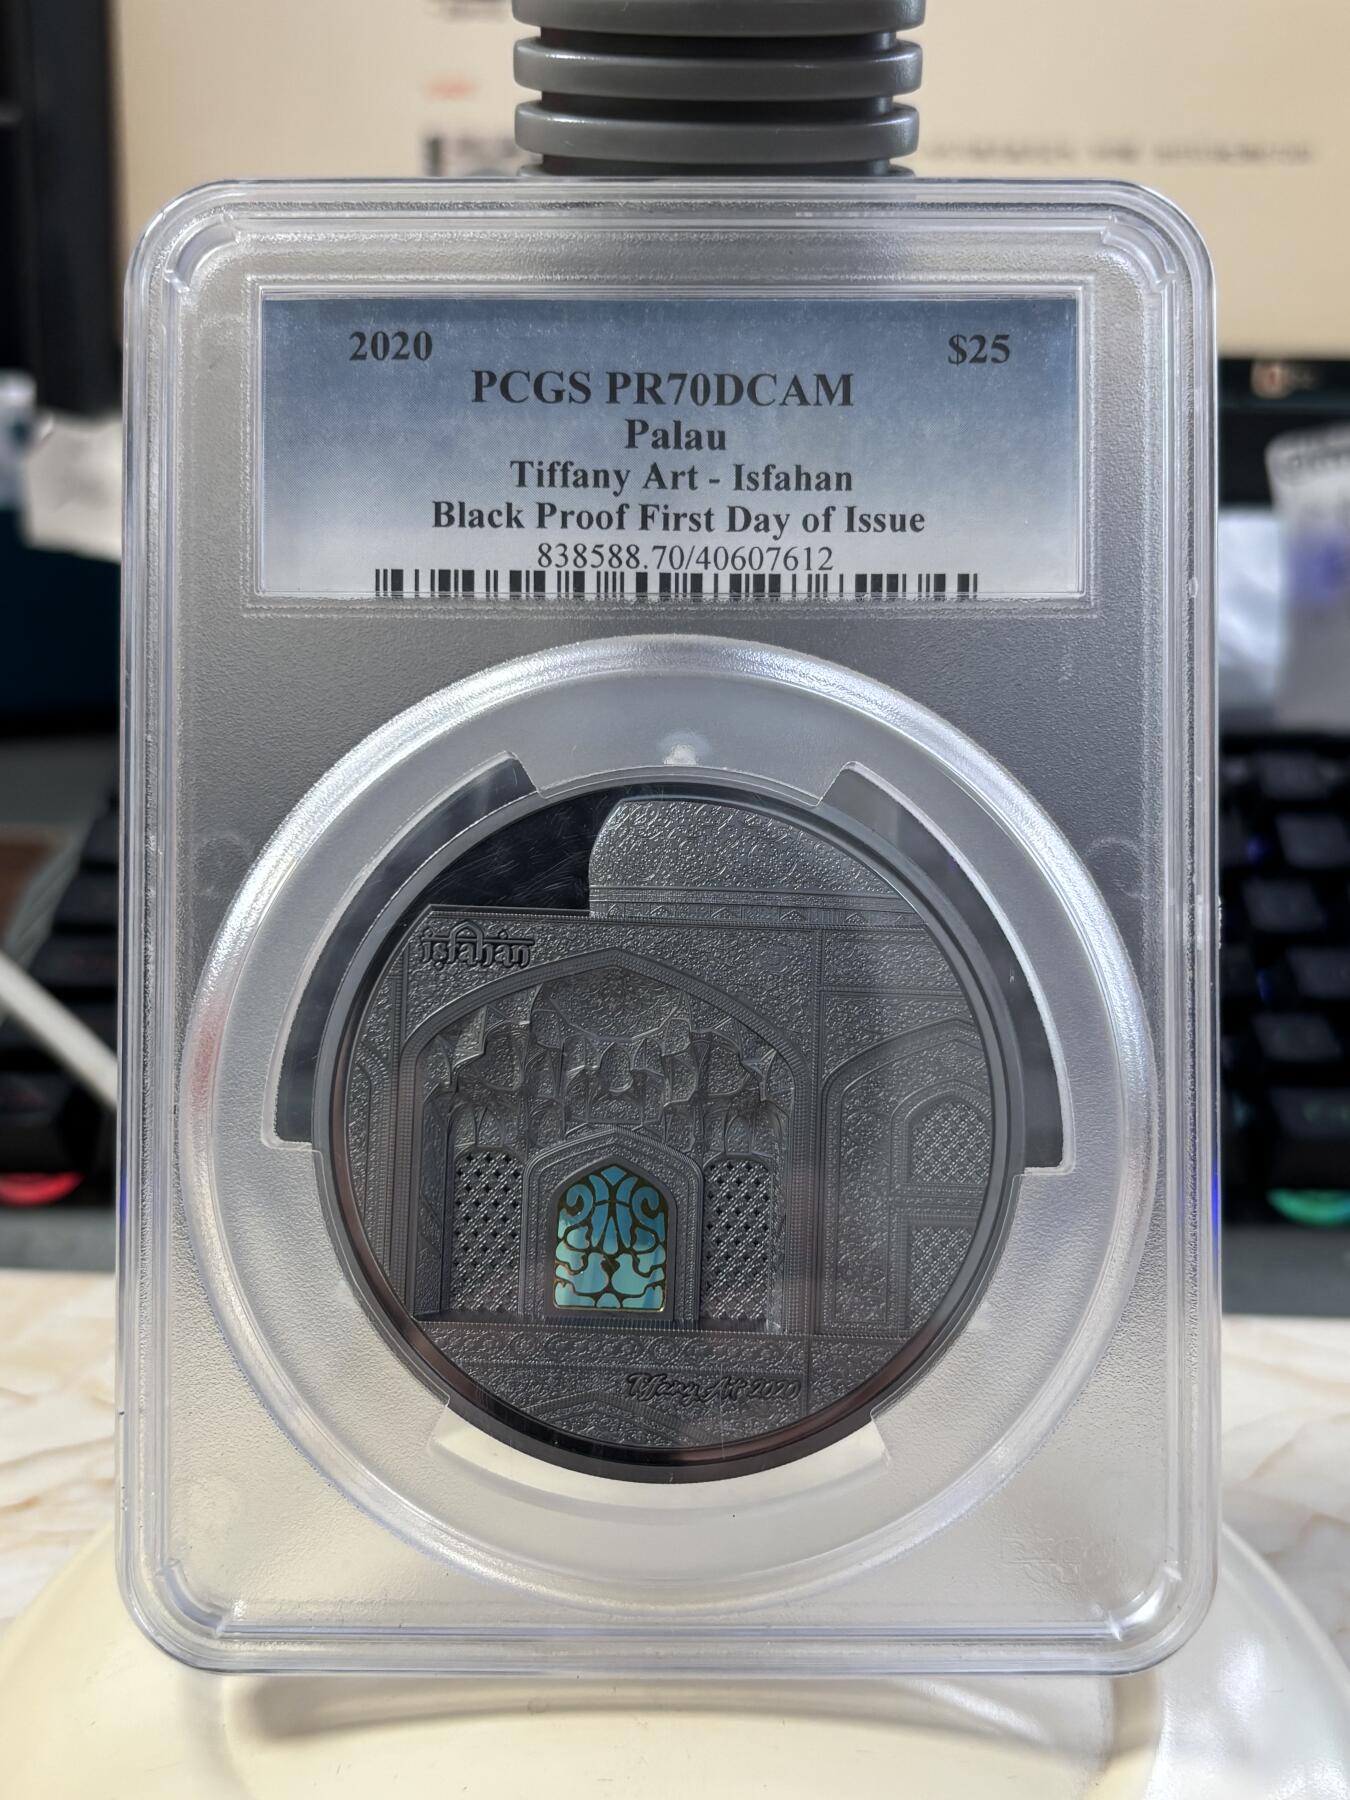 2020 $25
PCGS PR70DCAM
Palau
Tiffany Art - Isfahan
Black Proof First Day of Issue
838588.70/40607612
isfahan
Tiffany Art 2020